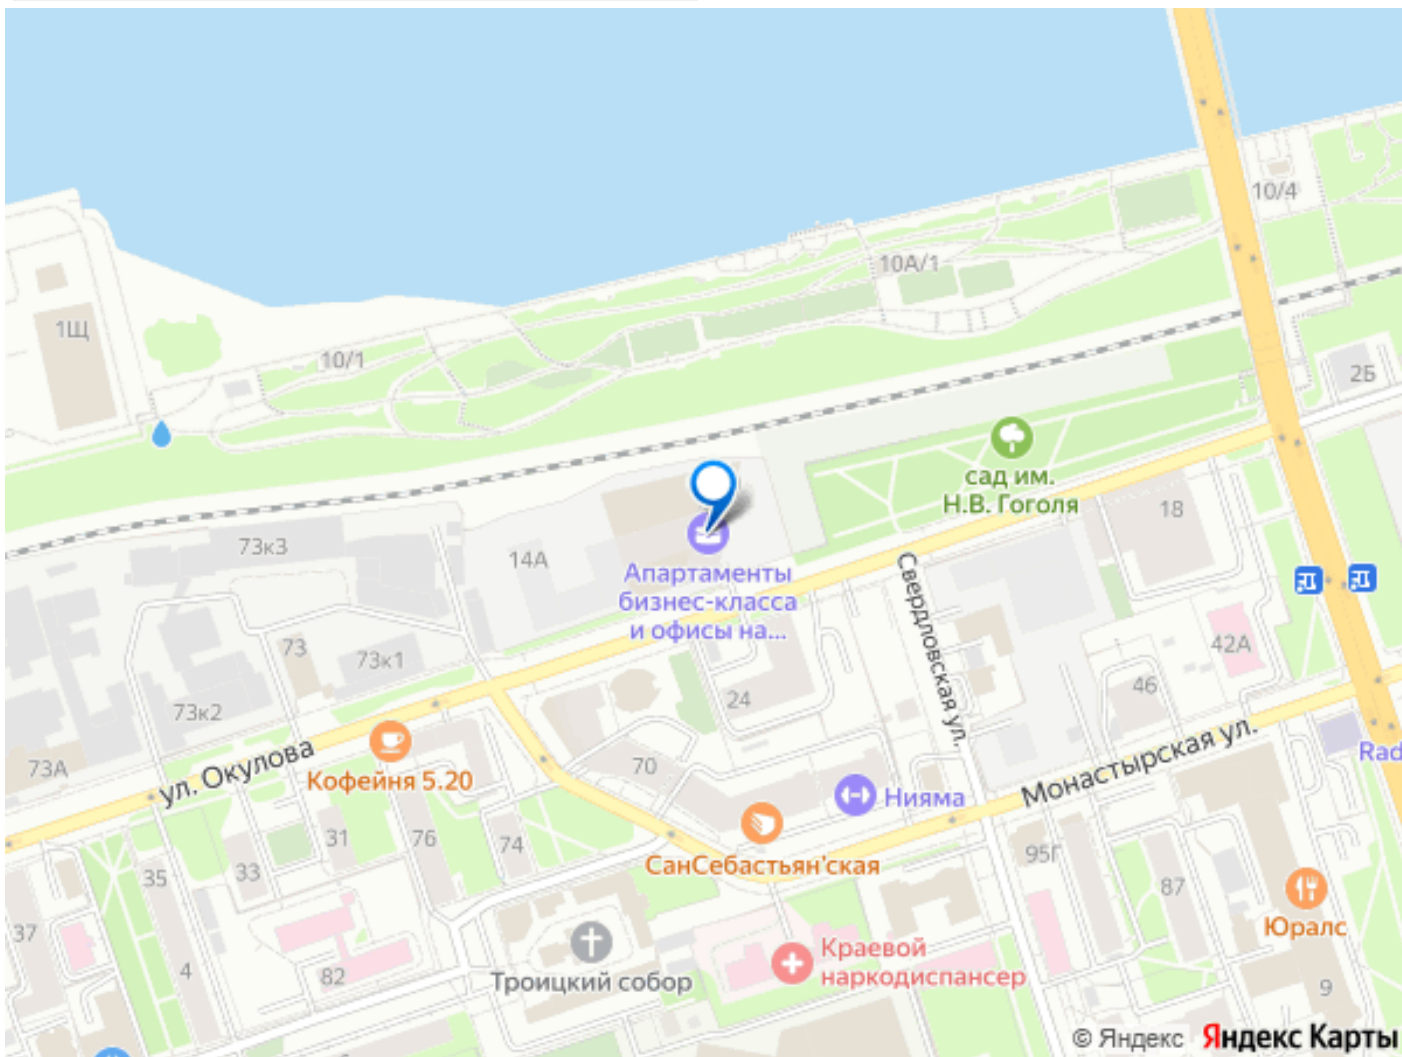 10/4
10А/1
1Щ
10/1
2Б
сад им.
Н.В. Гоголя
18
73к3
14А
Апартаменты
бизнес-класса
и офисы на...
Свердловская ул.
42А
73
73к1
46
24
73к2
Монастырская ул.
Rad
70
73А
ул. Окулова
Кофейня 5.20
Нияма
31
76
74
СанСебастьян'ская
95Г
33
35
87
Юралс
37
Краевой
наркодиспансер
4
82
Троицкий собор
9
© Яндекс Яндекс Карты